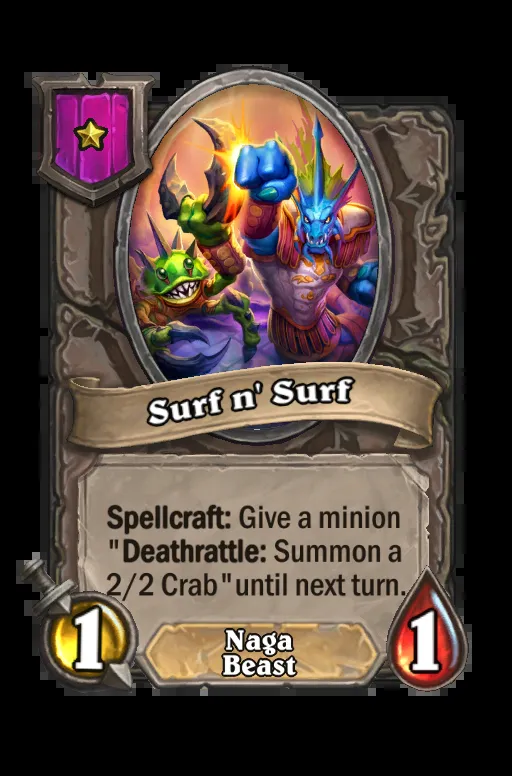 Surf n' Surf
Spellcraft: Give a minion
"Deathrattle: Summon a
2/2 Crab" until next turn.
1
Naga
Beast
1